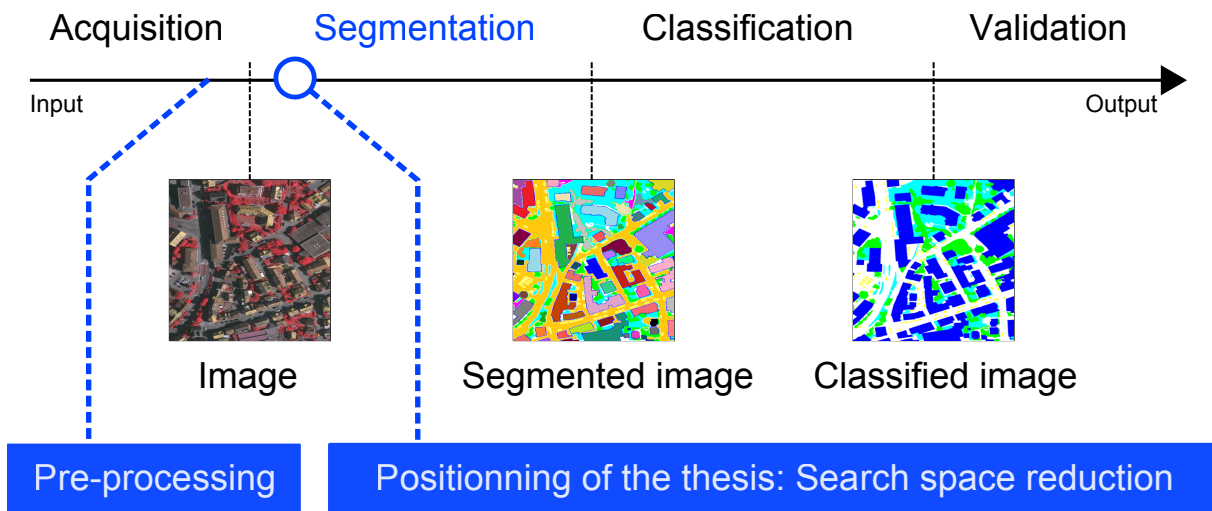 Acquisition Segmentation Classification Validation
Input Output
Image Segmented image Classified image
Pre-processing Positionning of the thesis: Search space reduction